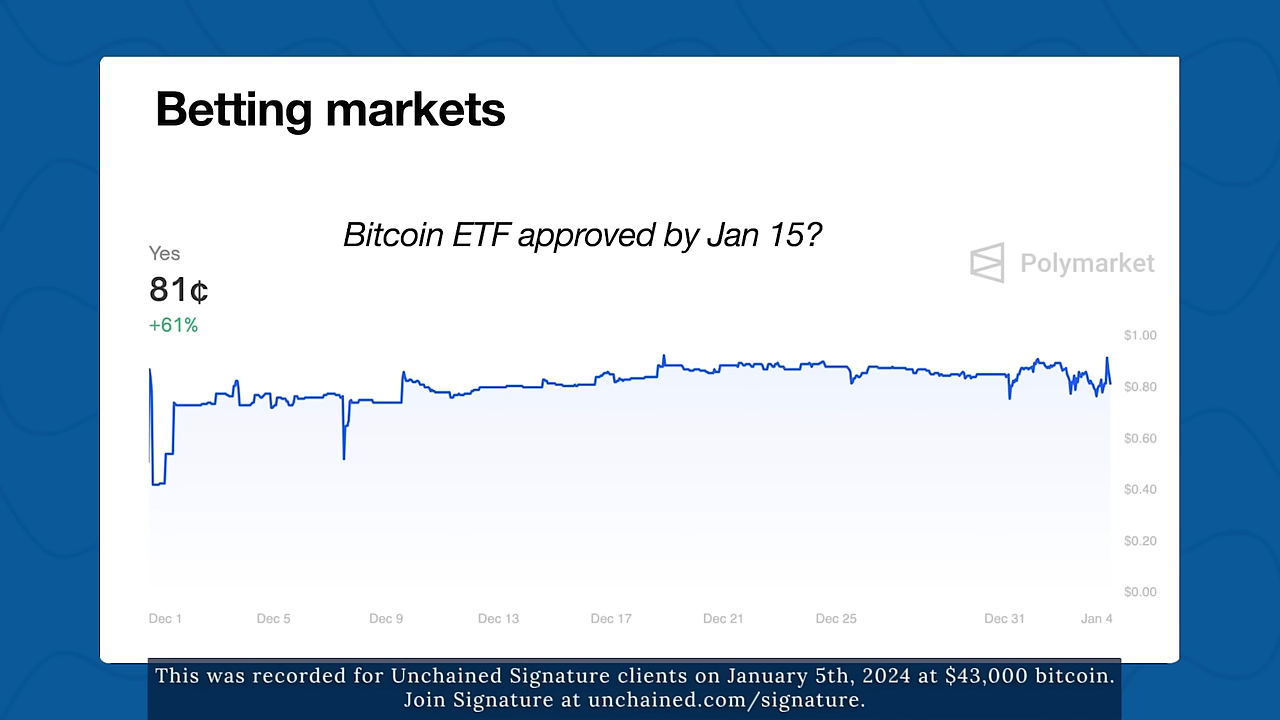 Betting markets
Bitcoin ETF approved by Jan 15?
Yes
81¢
+61%
Polymarket
$1.00
$0.80
$0.60
$0.40
$0.20
$0.00
Dec 1 Dec 5 Dec 9 Dec 13 Dec 17 Dec 21 Dec 25 Dec 31 Jan 4
This was recorded for Unchained Signature clients on January 5th, 2024 at $43,000 bitcoin.
Join Signature at unchained.com/signature.